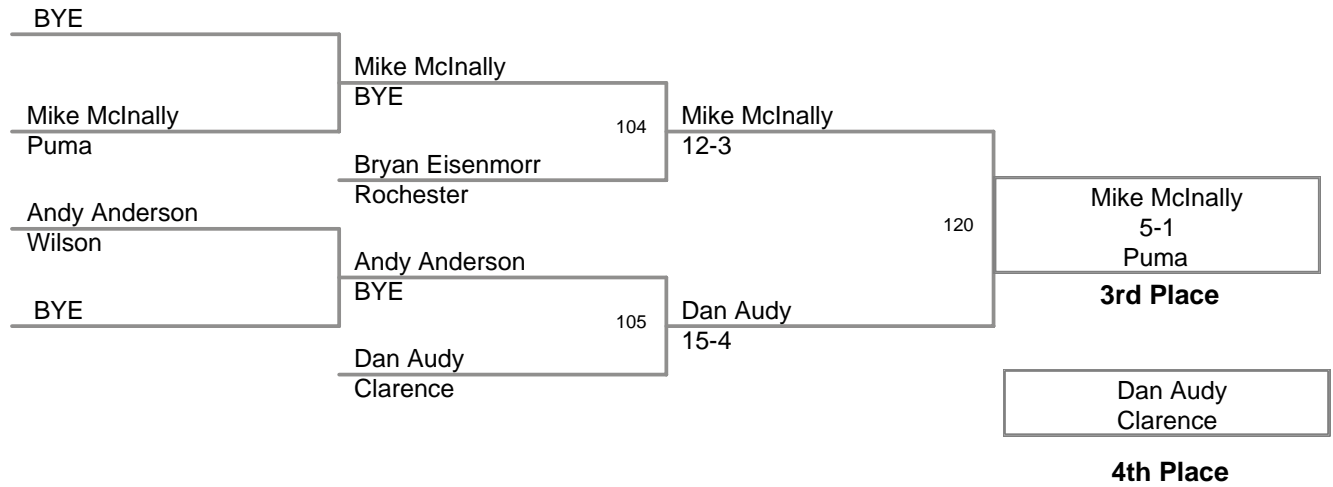 BYE
Mike McInally
BYE
Mike McInally
Puma
104
Mike McInally
12-3
Bryan Eisenmorr
Rochester
Mike McInally
5-1
Puma
Andy Anderson
Wilson
120
Andy Anderson
BYE
3rd Place
BYE
105
Dan Audy
15-4
Dan Audy
Clarence
Dan Audy
Clarence
4th Place